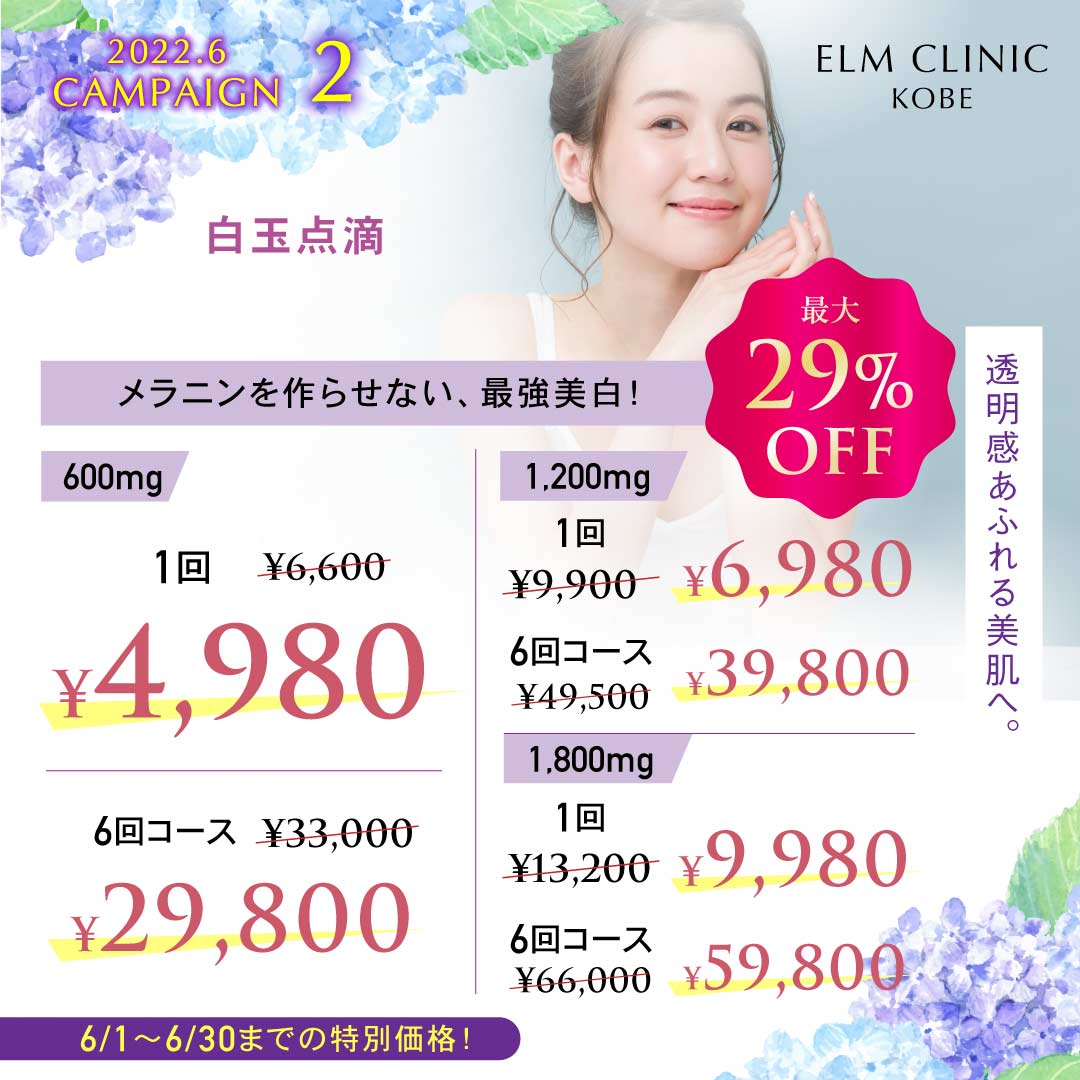 2022.6
CAMPAIGN 2
ELM CLINIC
KOBE
白玉点滴
最大
29%
OFF
メラニンを作らせない、最強美白!
透明感あふれる美肌へ。
600mg
1回 ¥6,600
¥4,980
6回コース ¥33,000
¥29,800
1,200mg
1回
¥9,900 ¥6,980
6回コース
¥49,500 ¥39,800
1,800mg
1回
¥13,200 ¥9,980
6回コース
¥66,000 ¥59,800
6/1〜6/30までの特別価格!